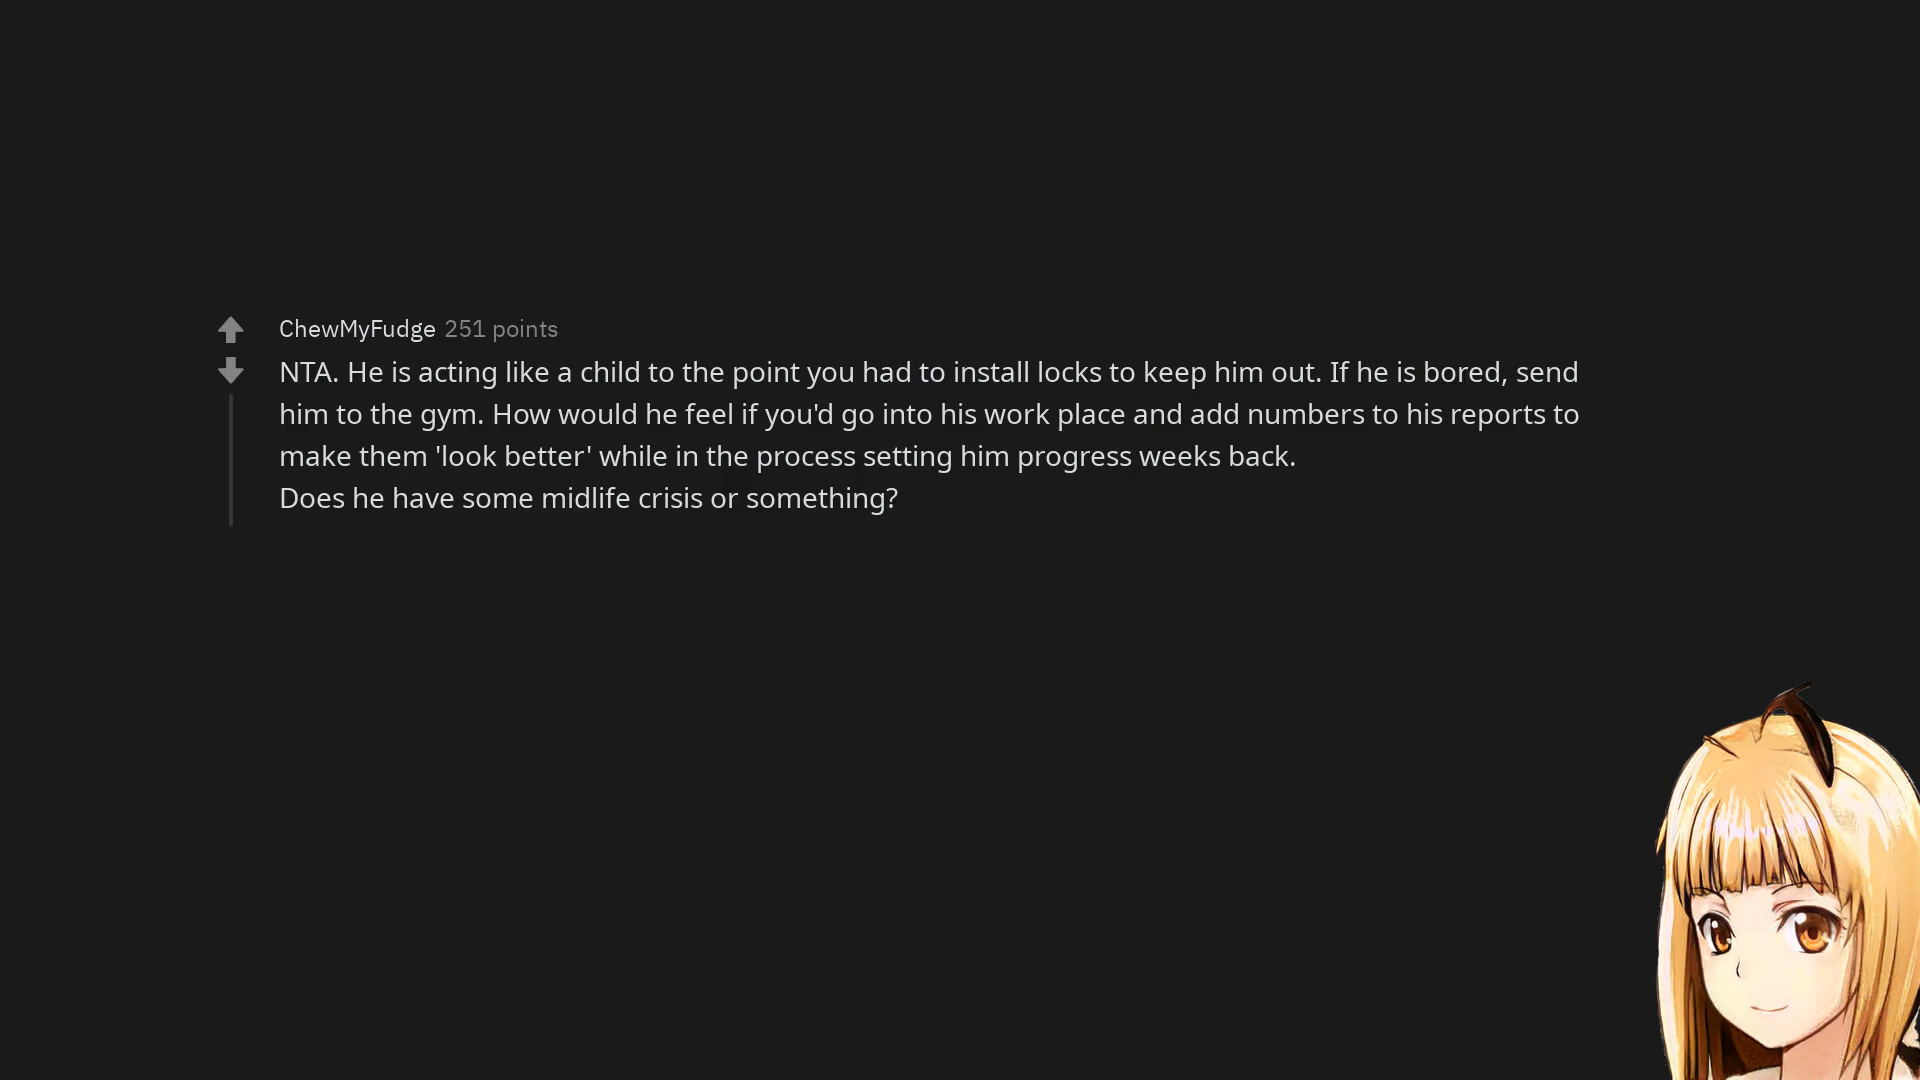 ChewMyFudge 251 points
NTA. He is acting like a child to the point you had to install locks to keep him out. If he is bored, send
him to the gym. How would he feel if you'd go into his work place and add numbers to his reports to
make them 'look better' while in the process setting him progress weeks back.
Does he have some midlife crisis or something?